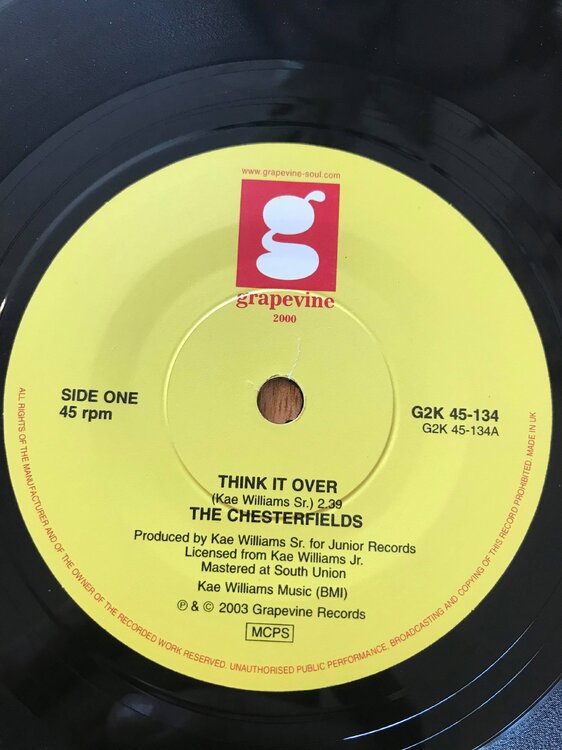 www.grapevine-soul.com
g
grapevine
2000
SIDE ONE
45 rpm
G2K 45-134
G2K 45-134A
THINK IT OVER
(Kae Williams Sr.) 2.39
THE CHESTERFIELDS
Produced by Kae Williams Sr. for Junior Records
Licensed from Kae Williams Jr.
Mastered at South Union
Kae Williams Music (BMI)
℗ & © 2003 Grapevine Records
MCPS
ALL RIGHTS OF THE MANUFACTURER AND OF THE OWNER OF THE RECORDED WORK RESERVED. UNAUTHORISED PUBLIC PERFORMANCE, BROADCASTING AND COPYING OF THIS RECORD PROHIBITED. MADE IN UK